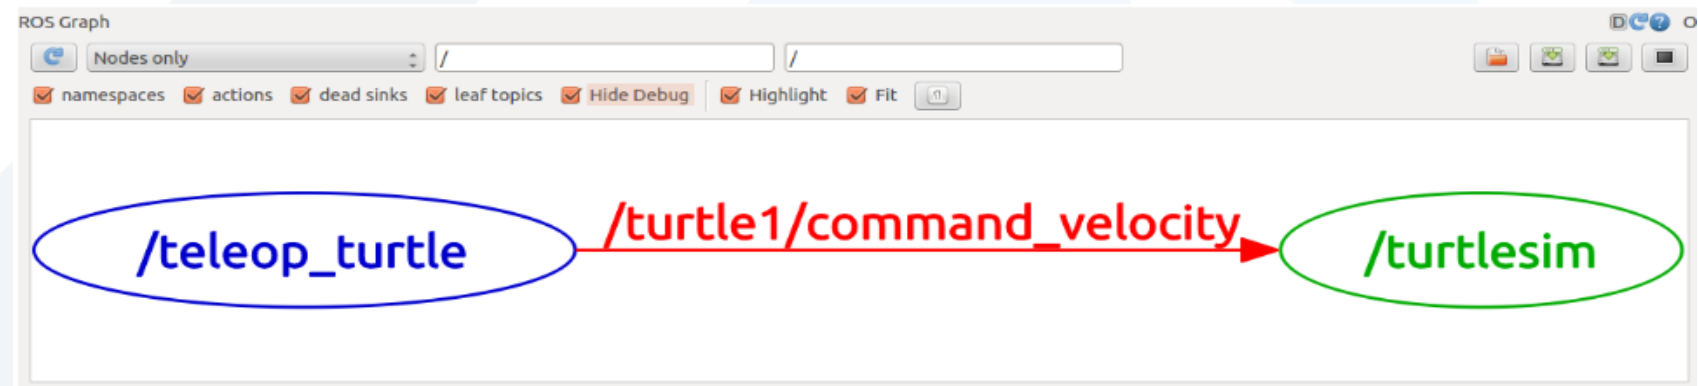 ROS Graph D ? O
Nodes only / /
namespaces actions dead sinks leaf topics Hide Debug Highlight Fit
/teleop_turtle /turtle1/command_velocity /turtlesim